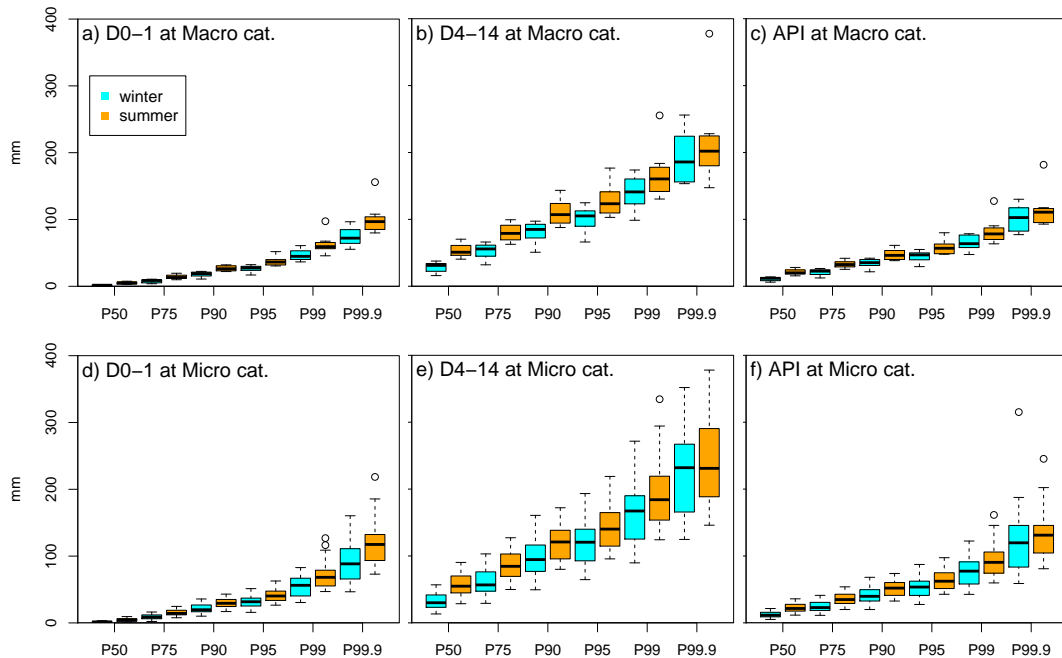 a) D0−1 at Macro cat.
b) D4−14 at Macro cat.
c) API at Macro cat.
winter
summer
mm
0
100
200
300
400
P50 P75 P90 P95 P99 P99.9
P50 P75 P90 P95 P99 P99.9
P50 P75 P90 P95 P99 P99.9
d) D0−1 at Micro cat.
e) D4−14 at Micro cat.
f) API at Micro cat.
mm
0
100
200
300
400
P50 P75 P90 P95 P99 P99.9
P50 P75 P90 P95 P99 P99.9
P50 P75 P90 P95 P99 P99.9